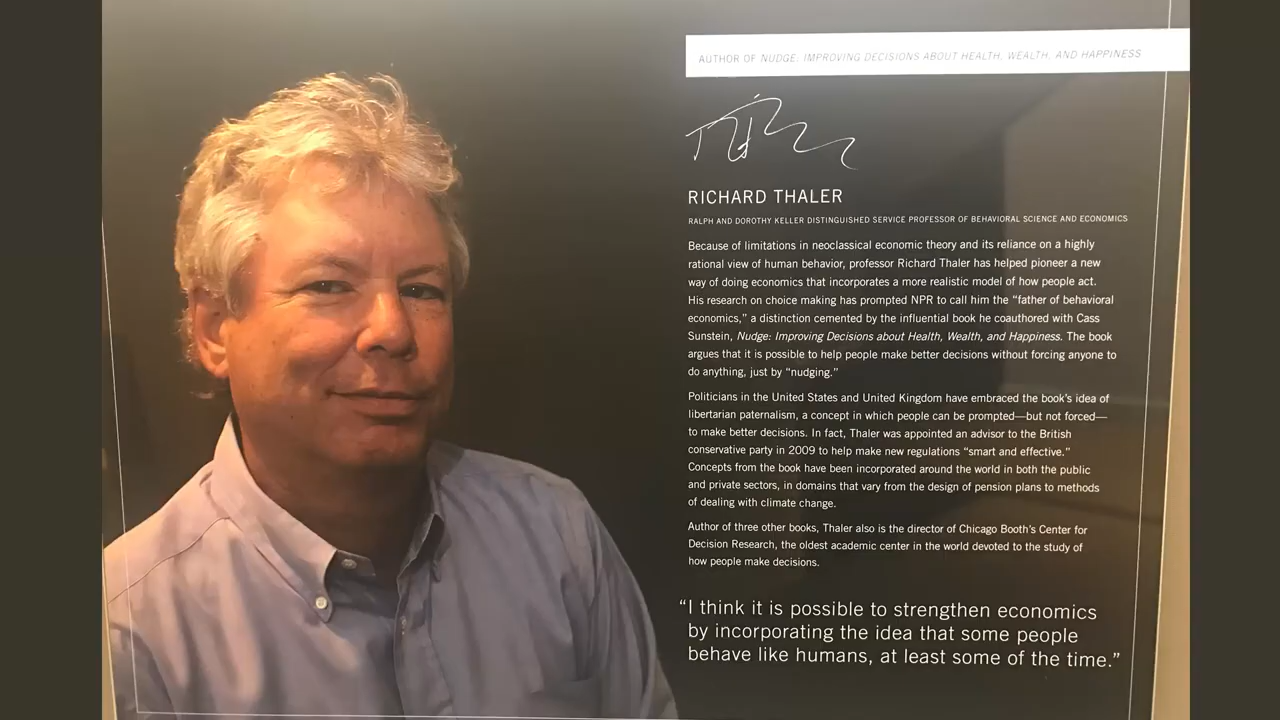 AUTHOR OF NUDGE: IMPROVING DECISIONS ABOUT HEALTH, WEALTH, AND HAPPINESS
RICHARD THALER
RALPH AND DOROTHY KELLER DISTINGUISHED SERVICE PROFESSOR OF BEHAVIORAL SCIENCE AND ECONOMICS
Because of limitations in neoclassical economic theory and its reliance on a highly
rational view of human behavior, professor Richard Thaler has helped pioneer a new
way of doing economics that incorporates a more realistic model of how people act.
His research on choice making has prompted NPR to call him the “father of behavioral
economics,” a distinction cemented by the influential book he coauthored with Cass
Sunstein, Nudge: Improving Decisions about Health, Wealth, and Happiness. The book
argues that it is possible to help people make better decisions without forcing anyone to
do anything, just by “nudging.”
Politicians in the United States and United Kingdom have embraced the book’s idea of
libertarian paternalism, a concept in which people can be prompted—but not forced—
to make better decisions. In fact, Thaler was appointed an advisor to the British
conservative party in 2009 to help make new regulations “smart and effective.”
Concepts from the book have been incorporated around the world in both the public
and private sectors, in domains that vary from the design of pension plans to methods
of dealing with climate change.
Author of three other books, Thaler also is the director of Chicago Booth’s Center for
Decision Research, the oldest academic center in the world devoted to the study of
how people make decisions.
“I think it is possible to strengthen economics
by incorporating the idea that some people
behave like humans, at least some of the time.”